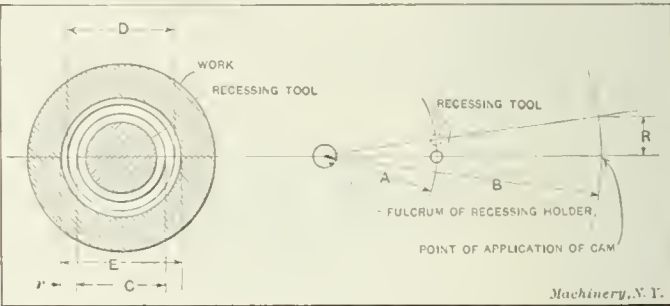 D
WORK
RECESSING TOOL
RECESSING TOOL
R
A
B
FULCRUM OF RECESSING HOLDER,
POINT OF APPLICATION OF CAM
E
r
C
Machinery, N.Y.